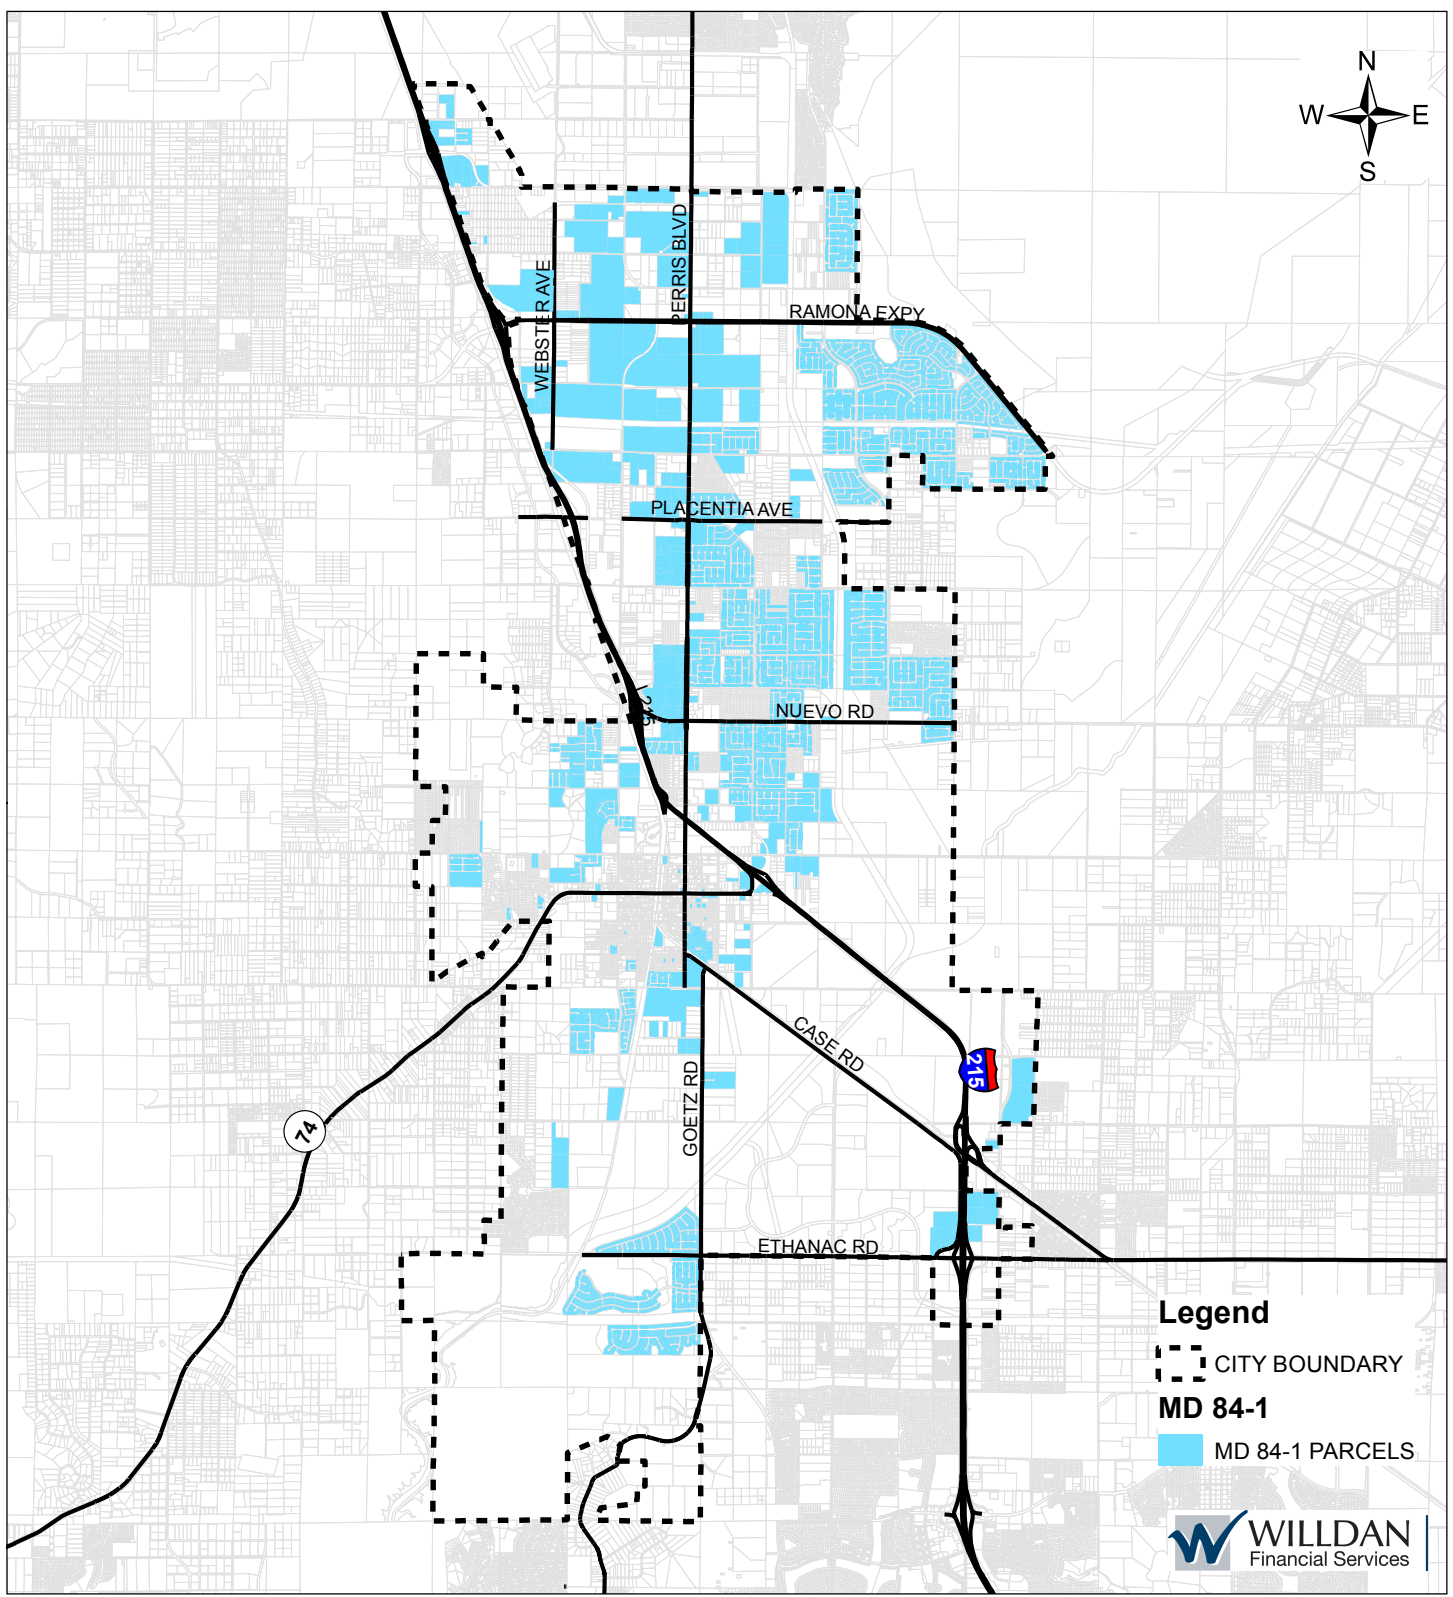 N
W E
S
PERRIS BLVD
WEBSTER AVE
RAMONA EXPY
PLACENTIA AVE
I 215
NUEVO RD
CASE RD
215
GOETZ RD
74
ETHANAC RD
Legend
CITY BOUNDARY
MD 84-1
MD 84-1 PARCELS
WILLDAN
Financial Services